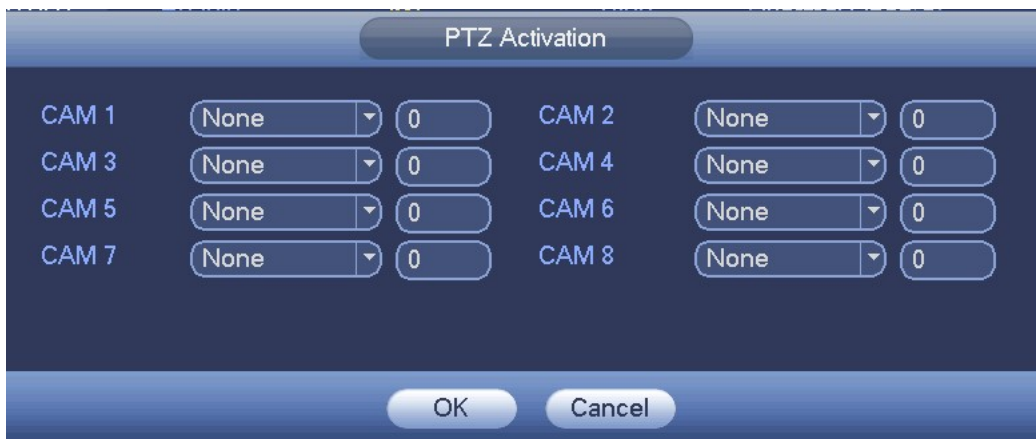 PTZ Activation
CAM 1 None 0 CAM 2 None 0
CAM 3 None 0 CAM 4 None 0
CAM 5 None 0 CAM 6 None 0
CAM 7 None 0 CAM 8 None 0
OK Cancel